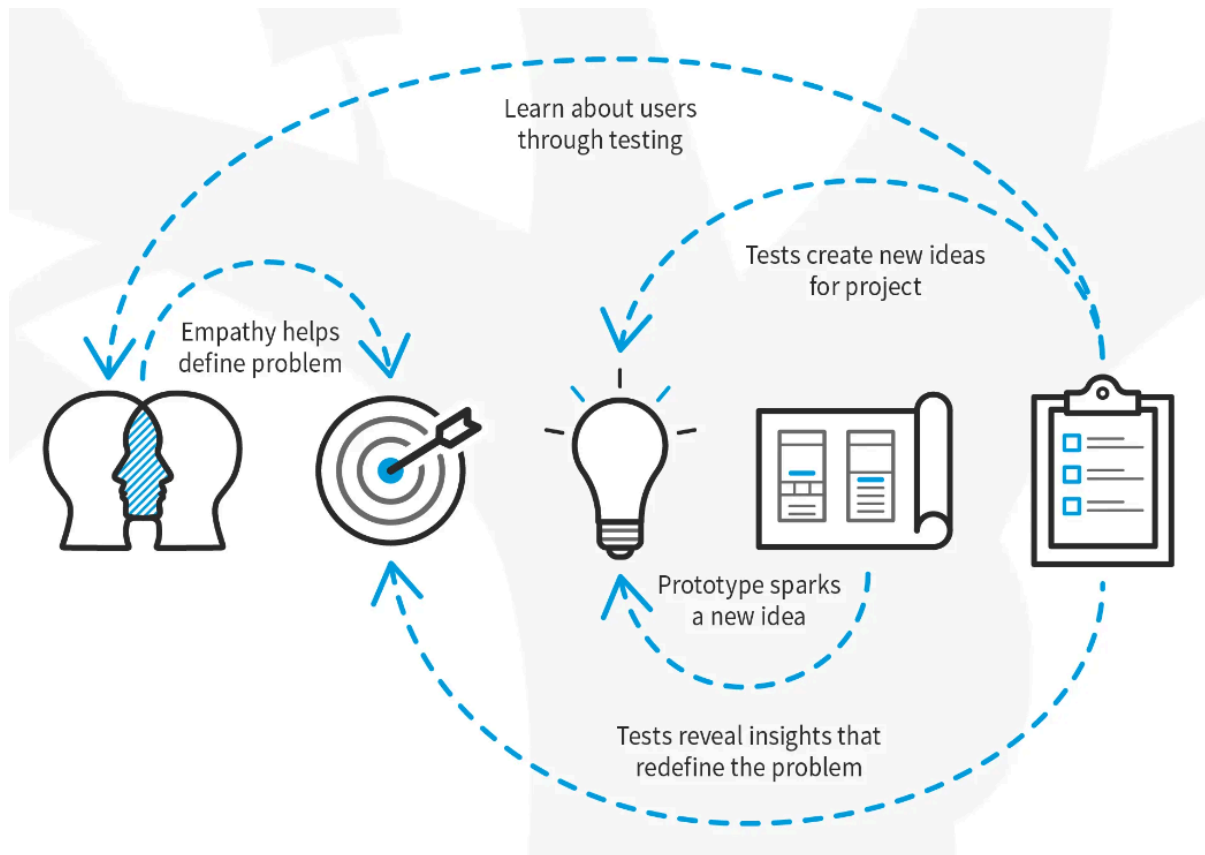 Learn about users
through testing
Tests create new ideas
for project
Empathy helps
define problem
Prototype sparks
a new idea
Tests reveal insights that
redefine the problem